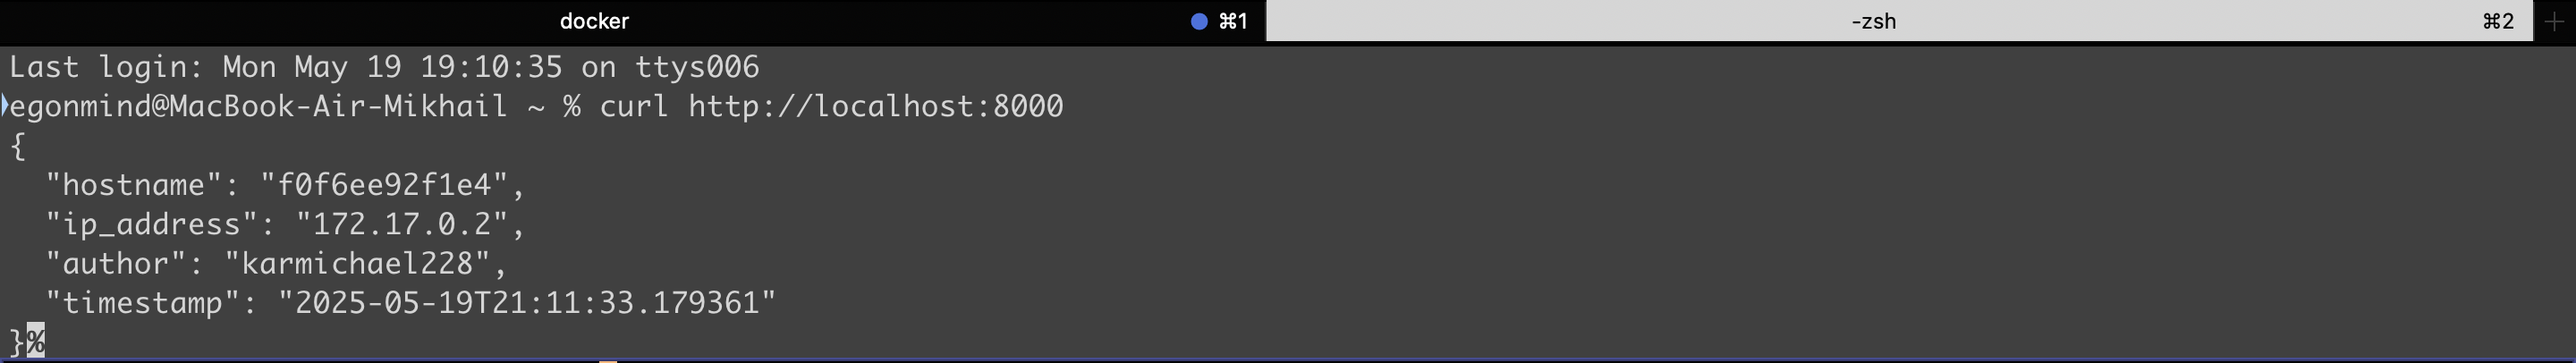 docker ⌘1 -zsh ⌘2
Last login: Mon May 19 19:10:35 on ttys006
egonmind@MacBook-Air-Mikhail ~ % curl http://localhost:8000
{
  "hostname": "f0f6ee92f1e4",
  "ip_address": "172.17.0.2",
  "author": "karmichael228",
  "timestamp": "2025-05-19T21:11:33.179361"
}%